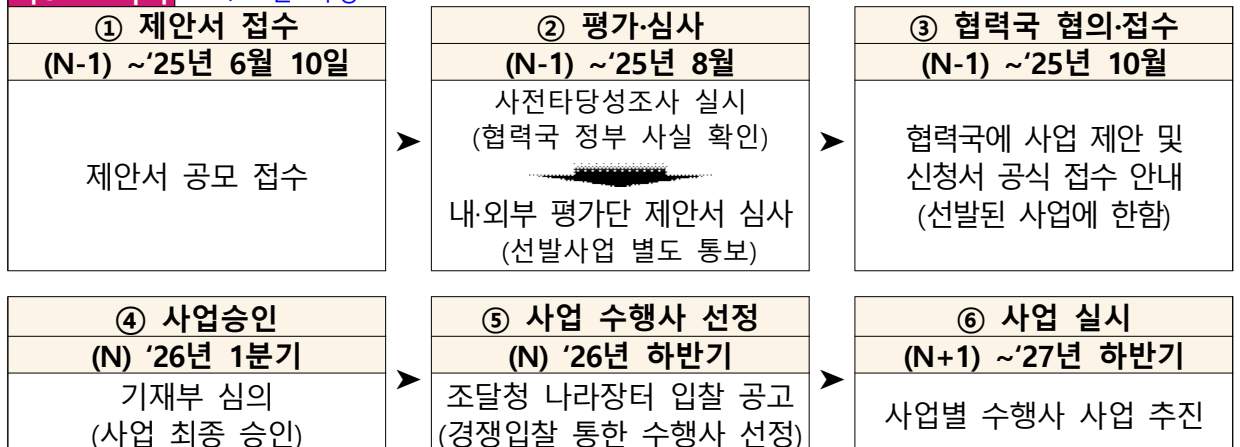 ① 제안서 접수
(N-1) ~‘25년 6월 10일
제안서 공모 접수
➤
② 평가·심사
(N-1) ~‘25년 8월
사전타당성조사 실시
(협력국 정부 사실 확인)
내·외부 평가단 제안서 심사
(선발사업 별도 통보)
➤
③ 협력국 협의·접수
(N-1) ~‘25년 10월
협력국에 사업 제안 및
신청서 공식 접수 안내
(선발된 사업에 한함)
④ 사업승인
(N) ‘26년 1분기
기재부 심의
(사업 최종 승인)
➤
⑤ 사업 수행사 선정
(N) ‘26년 하반기
조달청 나라장터 입찰 공고
(경쟁입찰 통한 수행사 선정)
➤
⑥ 사업 실시
(N+1) ~‘27년 하반기
사업별 수행사 사업 추진